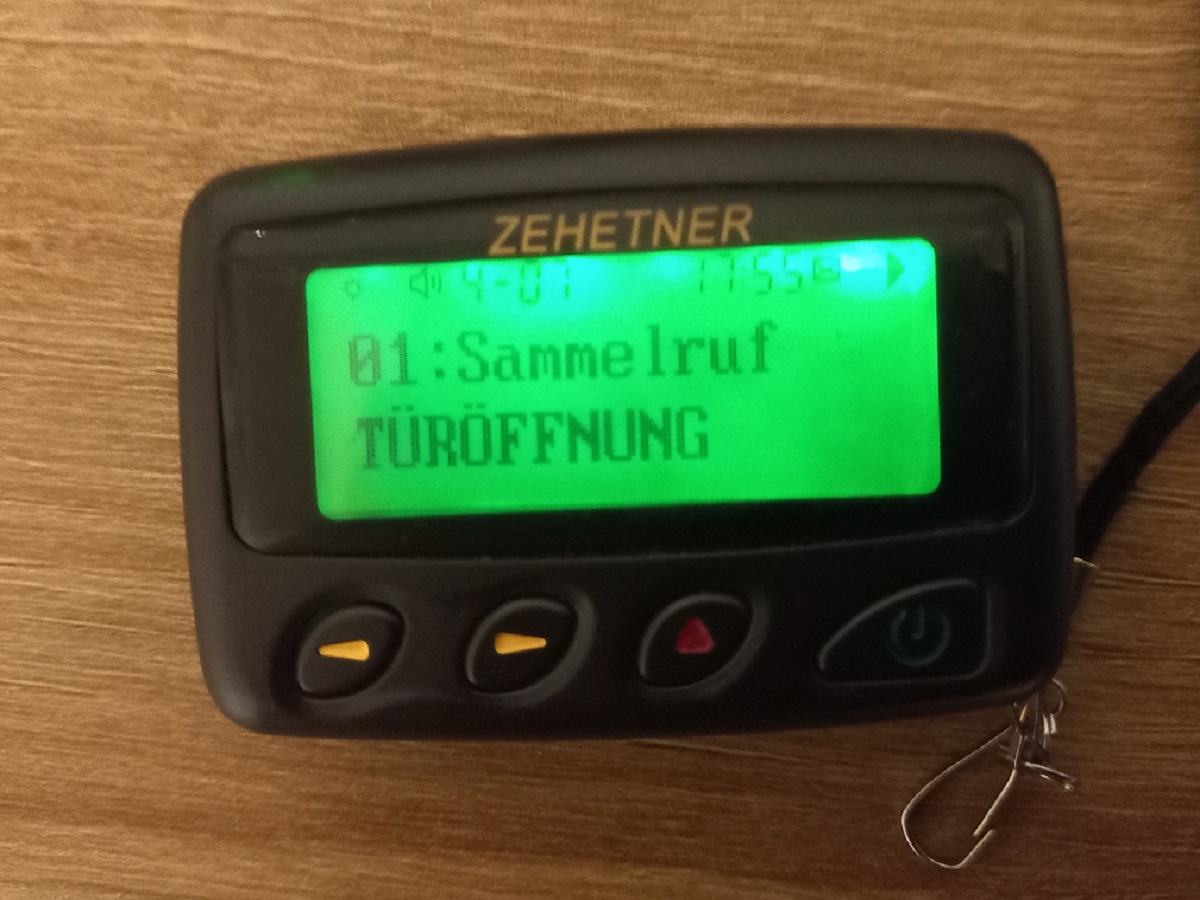 ZEHETNER
4-01 17:55
01:Sammelruf
TÜRÖFFNUNG